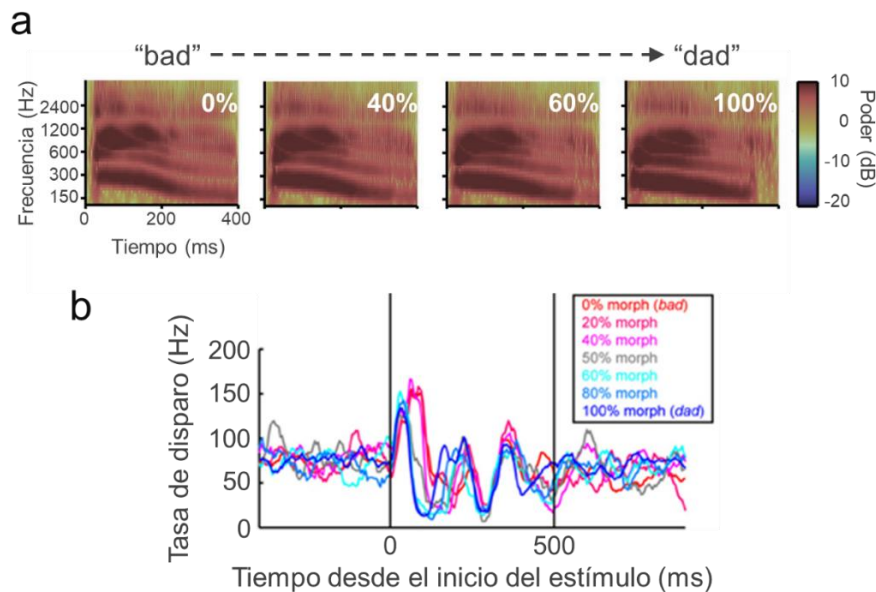 a
“bad” “dad”
0% 40% 60% 100%
Frecuencia (Hz)
2400
1200
600
300
150
0 200 400
Tiempo (ms)
10
0
-10
-20
Poder (dB)
b
0% morph (bad)
20% morph
40% morph
50% morph
60% morph
80% morph
100% morph (dad)
Tasa de disparo (Hz)
200
150
100
50
0
0 500
Tiempo desde el inicio del estímulo (ms)